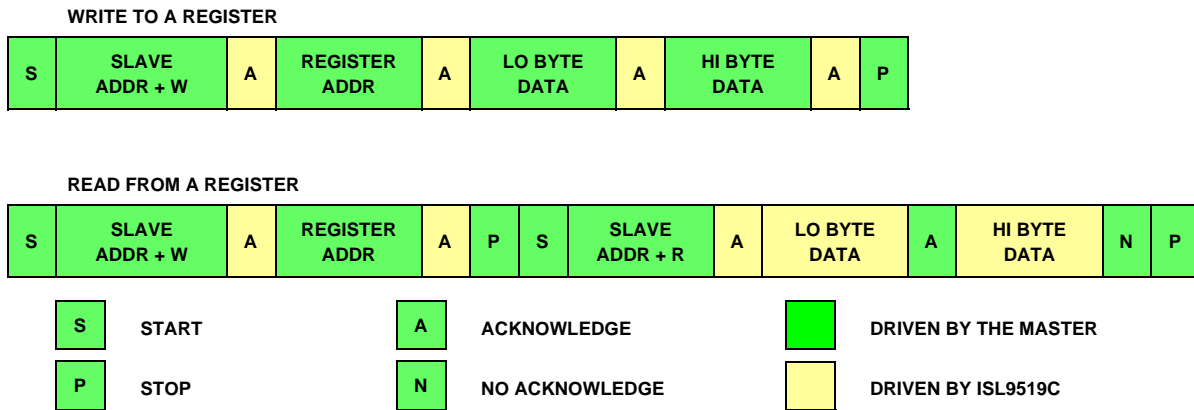 WRITE TO A REGISTER
S SLAVE ADDR + W A REGISTER ADDR A LO BYTE DATA A HI BYTE DATA A P
READ FROM A REGISTER
S SLAVE ADDR + W A REGISTER ADDR A P S SLAVE ADDR + R A LO BYTE DATA A HI BYTE DATA N P
S START A ACKNOWLEDGE DRIVEN BY THE MASTER
P STOP N NO ACKNOWLEDGE DRIVEN BY ISL9519C